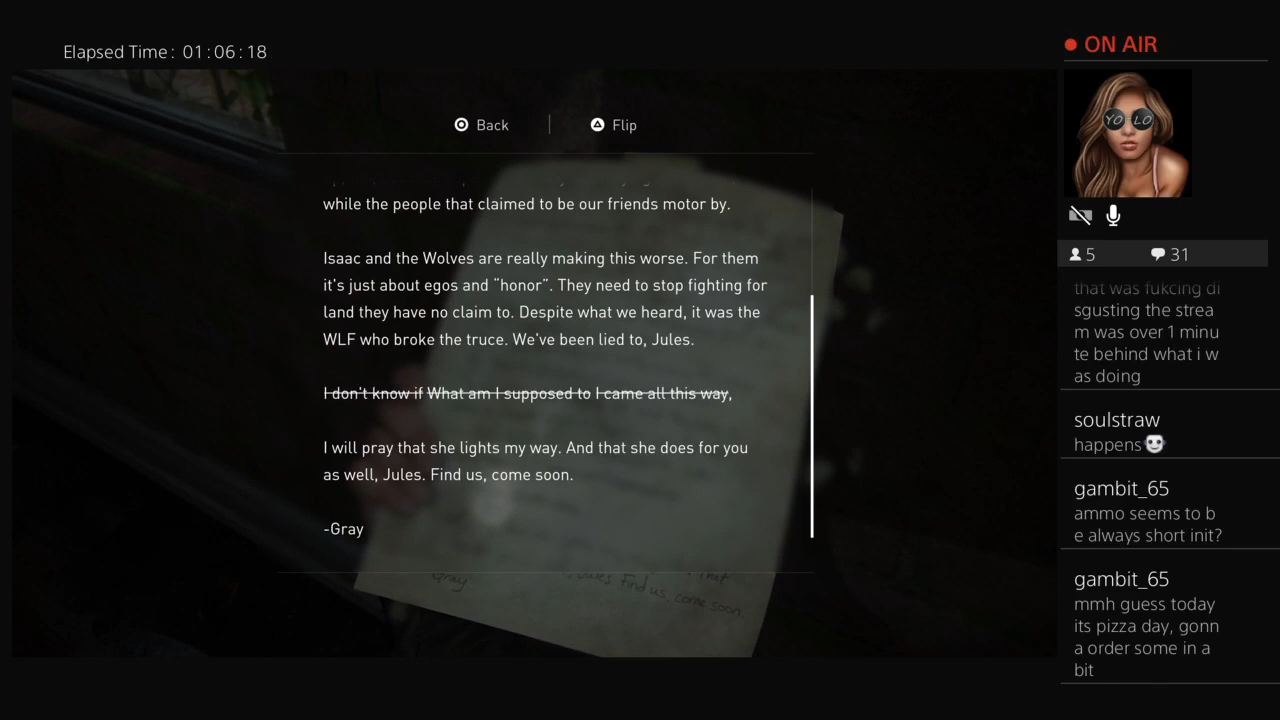 Elapsed Time: 01:06:18
Back
Flip
while the people that claimed to be our friends motor by.
Isaac and the Wolves are really making this worse. For them
it's just about egos and “honor”. They need to stop fighting for
land they have no claim to. Despite what we heard, it was the
WLF who broke the truce. We've been lied to, Jules.
I don't know if What am I supposed to I came all this way,
I will pray that she lights my way. And that she does for you
as well, Jules. Find us, come soon.
-Gray
Gray
Jules. Find us, come soon.
That
ON AIR
YO LO
5
31
that was fukcing di
sgusting the strea
m was over 1 minu
te behind what i w
as doing
soulstraw
happens
gambit_65
ammo seems to b
e always short init?
gambit_65
mmh guess today
its pizza day, gonn
a order some in a
bit